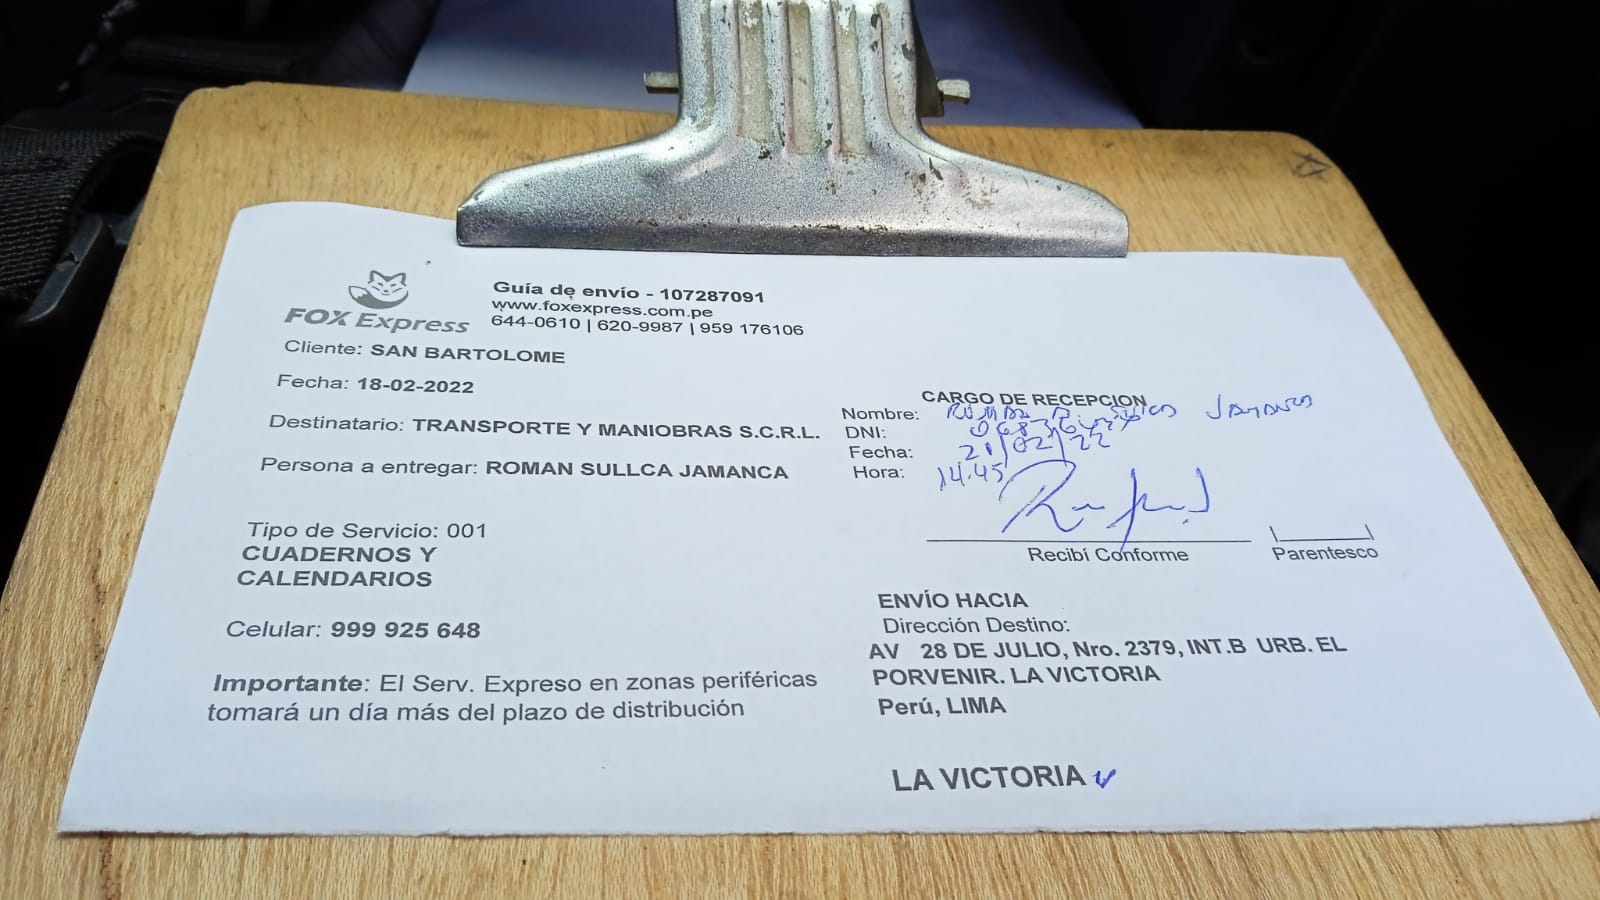 FOX Express
Guía de envío - 107287091
www.foxexpress.com.pe
644-0610 | 620-9987 | 959 176106
Cliente: SAN BARTOLOME
Fecha: 18-02-2022
Destinatario: TRANSPORTE Y MANIOBRAS S.C.R.L.
Persona a entregar: ROMAN SULLCA JAMANCA
Tipo de Servicio: 001
CUADERNOS Y
CALENDARIOS
Celular: 999 925 648
Importante: El Serv. Expreso en zonas periféricas
tomará un día más del plazo de distribución
CARGO DE RECEPCION
Nombre: ROMAN
DNI:
Fecha: 21/02/22
Hora: 14.45
Recibí Conforme
Parentesco
ENVÍO HACIA
Dirección Destino:
AV 28 DE JULIO, Nro. 2379, INT.B URB. EL
PORVENIR. LA VICTORIA
Perú, LIMA
LA VICTORIA